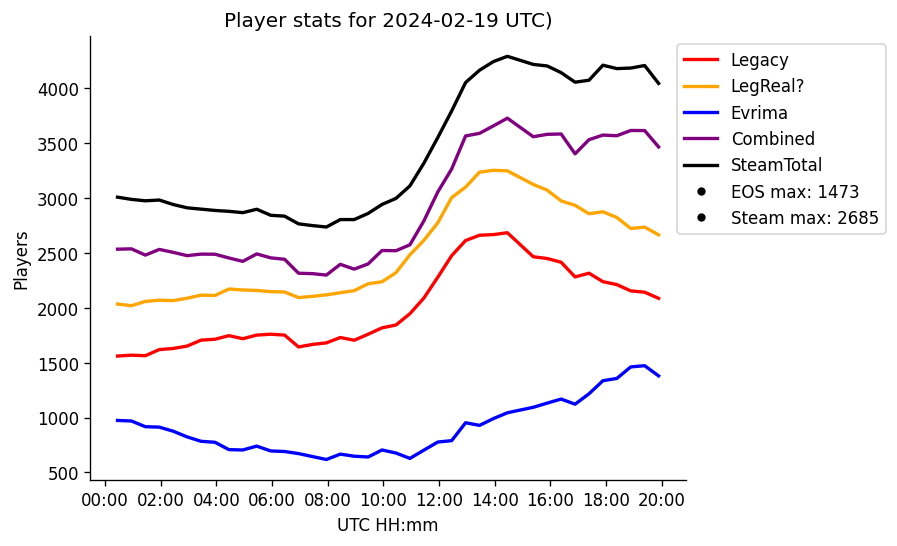 Player stats for 2024-02-19 UTC)
Players
4000
3500
3000
2500
2000
1500
1000
500
00:00 02:00 04:00 06:00 08:00 10:00 12:00 14:00 16:00 18:00 20:00
UTC HH:mm
Legacy
LegReal?
Evrima
Combined
SteamTotal
EOS max: 1473
Steam max: 2685